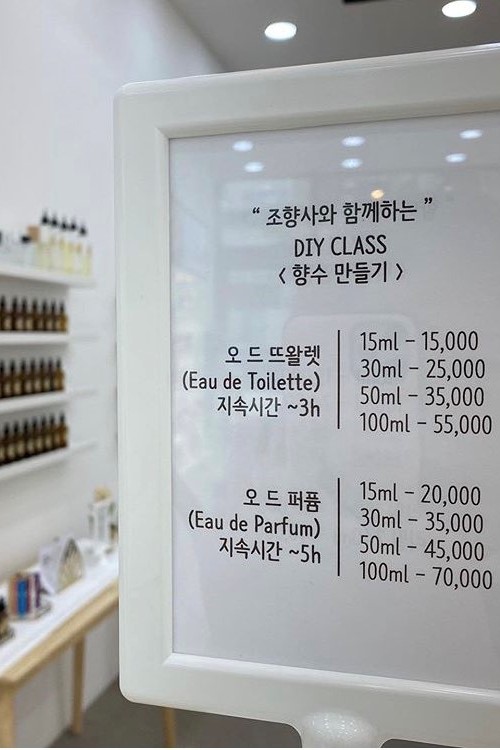 “ 조향사와 함께하는 ”
DIY CLASS
< 향수 만들기 >
오 드 뜨왈렛
(Eau de Toilette)
지속시간 ~3h
15ml - 15,000
30ml - 25,000
50ml - 35,000
100ml - 55,000
오 드 퍼퓸
(Eau de Parfum)
지속시간 ~5h
15ml - 20,000
30ml - 35,000
50ml - 45,000
100ml - 70,000